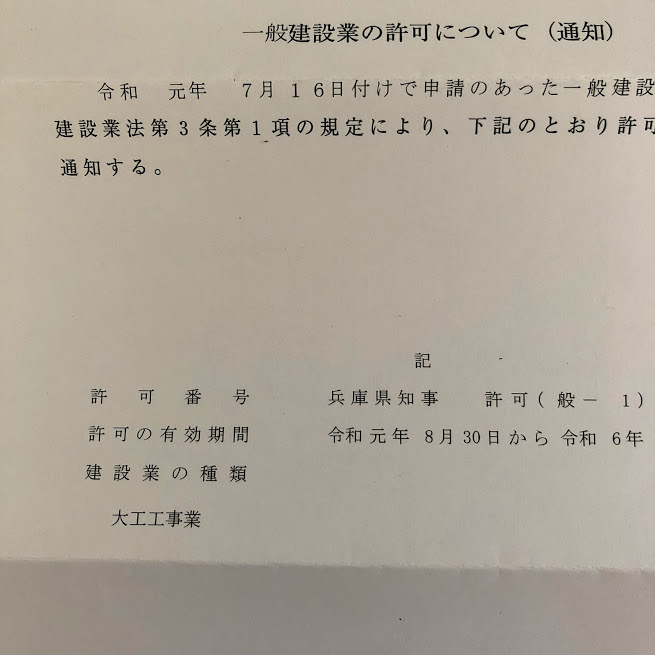 一般建設業の許可について（通知）
令和　元年　７月１６日付けで申請のあった一般建設
建設業法第３条第１項の規定により、下記のとおり許可
通知する。
記
許可番号　兵庫県知事　許可(般－ 1)
許可の有効期間　令和 元年 8月30日から 令和 6年
建設業の種類
大工工事業